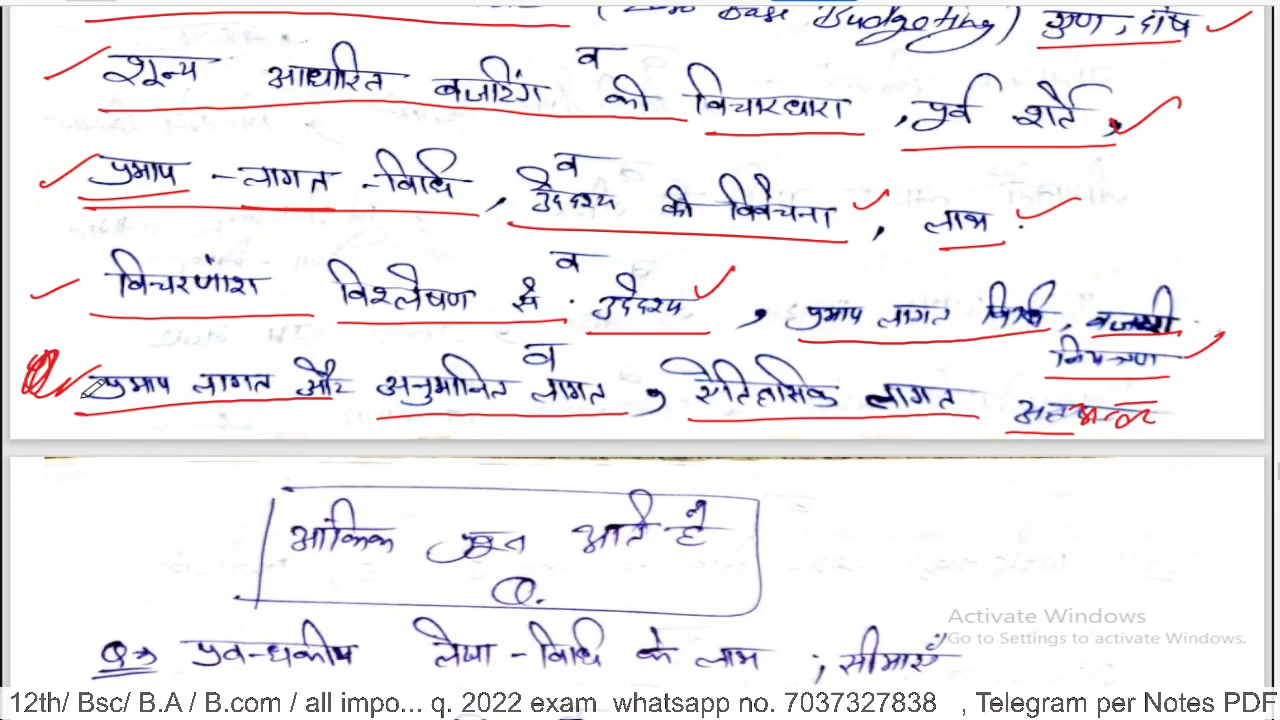 Base Budgeting) गुण, दोष
शून्य आधारित बजटिंग व की विचारधारा, पूर्व शर्ते,
प्रमाप - लागत - विधि, व उद्देश्य की विवेचना, लाभ.
विचरणांश विश्लेषण से व उद्देश्य, प्रमाप लागत विधि, बजटरी नियन्त्रण,
प्रमाप लागत और व अनुमानित लागत, ऐतिहासिक लागत अन्तर
आंकिक प्रश्न आते है
Q.
Q→ प्रबन्धकीय लेखा - विधि के लाभ ; सीमाएँ
Activate Windows
Go to Settings to activate Windows.
12th/ Bsc/ B.A / B.com / all impo... q. 2022 exam whatsapp no. 7037327838 , Telegram per Notes PDF